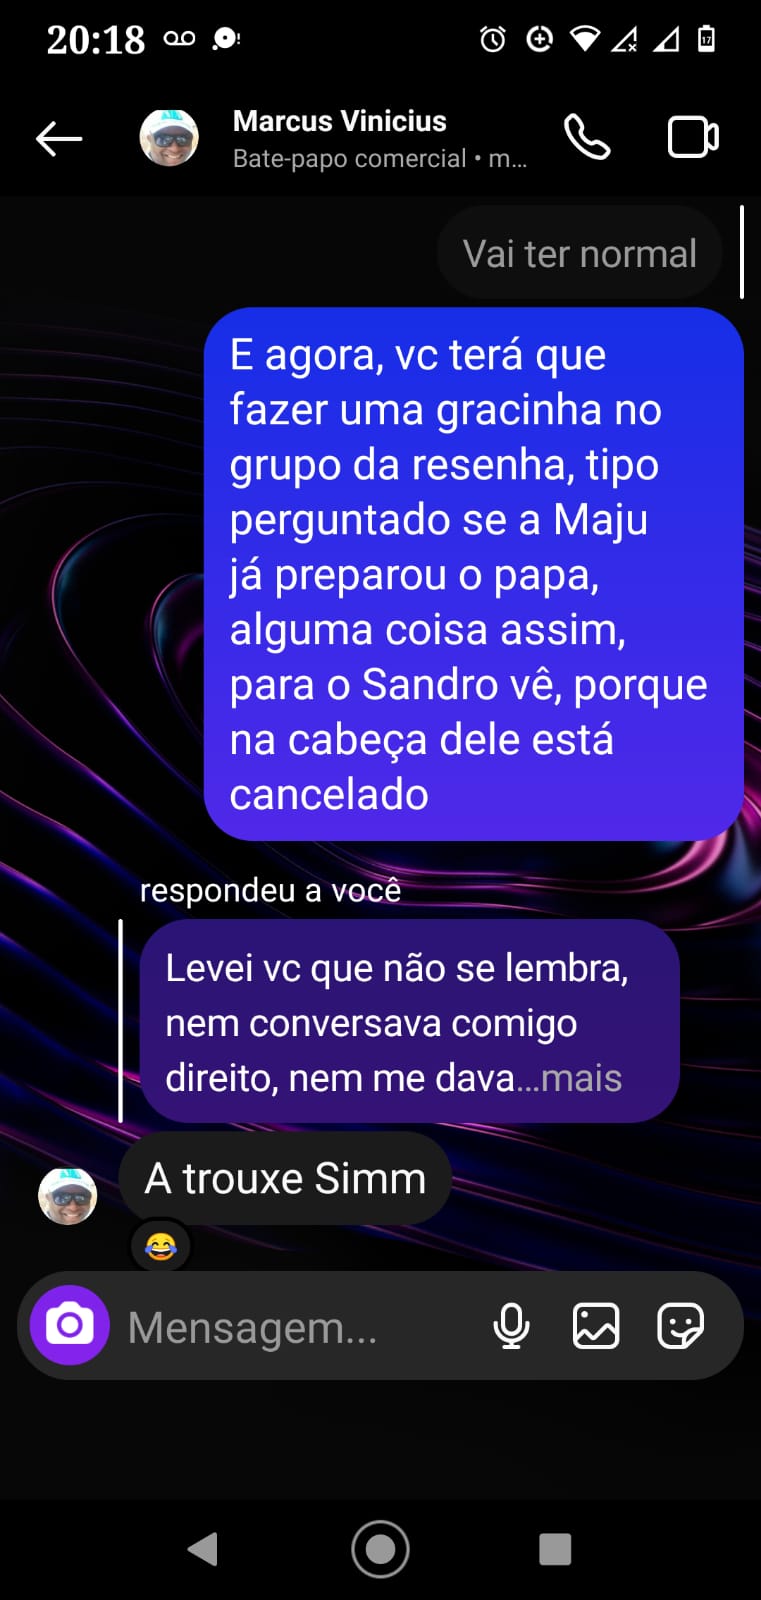 20:18
17
Marcus Vinicius
Bate-papo comercial • m...
Vai ter normal
E agora, vc terá que
fazer uma gracinha no
grupo da resenha, tipo
perguntado se a Maju
já preparou o papa,
alguma coisa assim,
para o Sandro vê, porque
na cabeça dele está
cancelado
respondeu a você
Levei vc que não se lembra,
nem conversava comigo
direito, nem me dava...mais
A trouxe Simm
Mensagem...